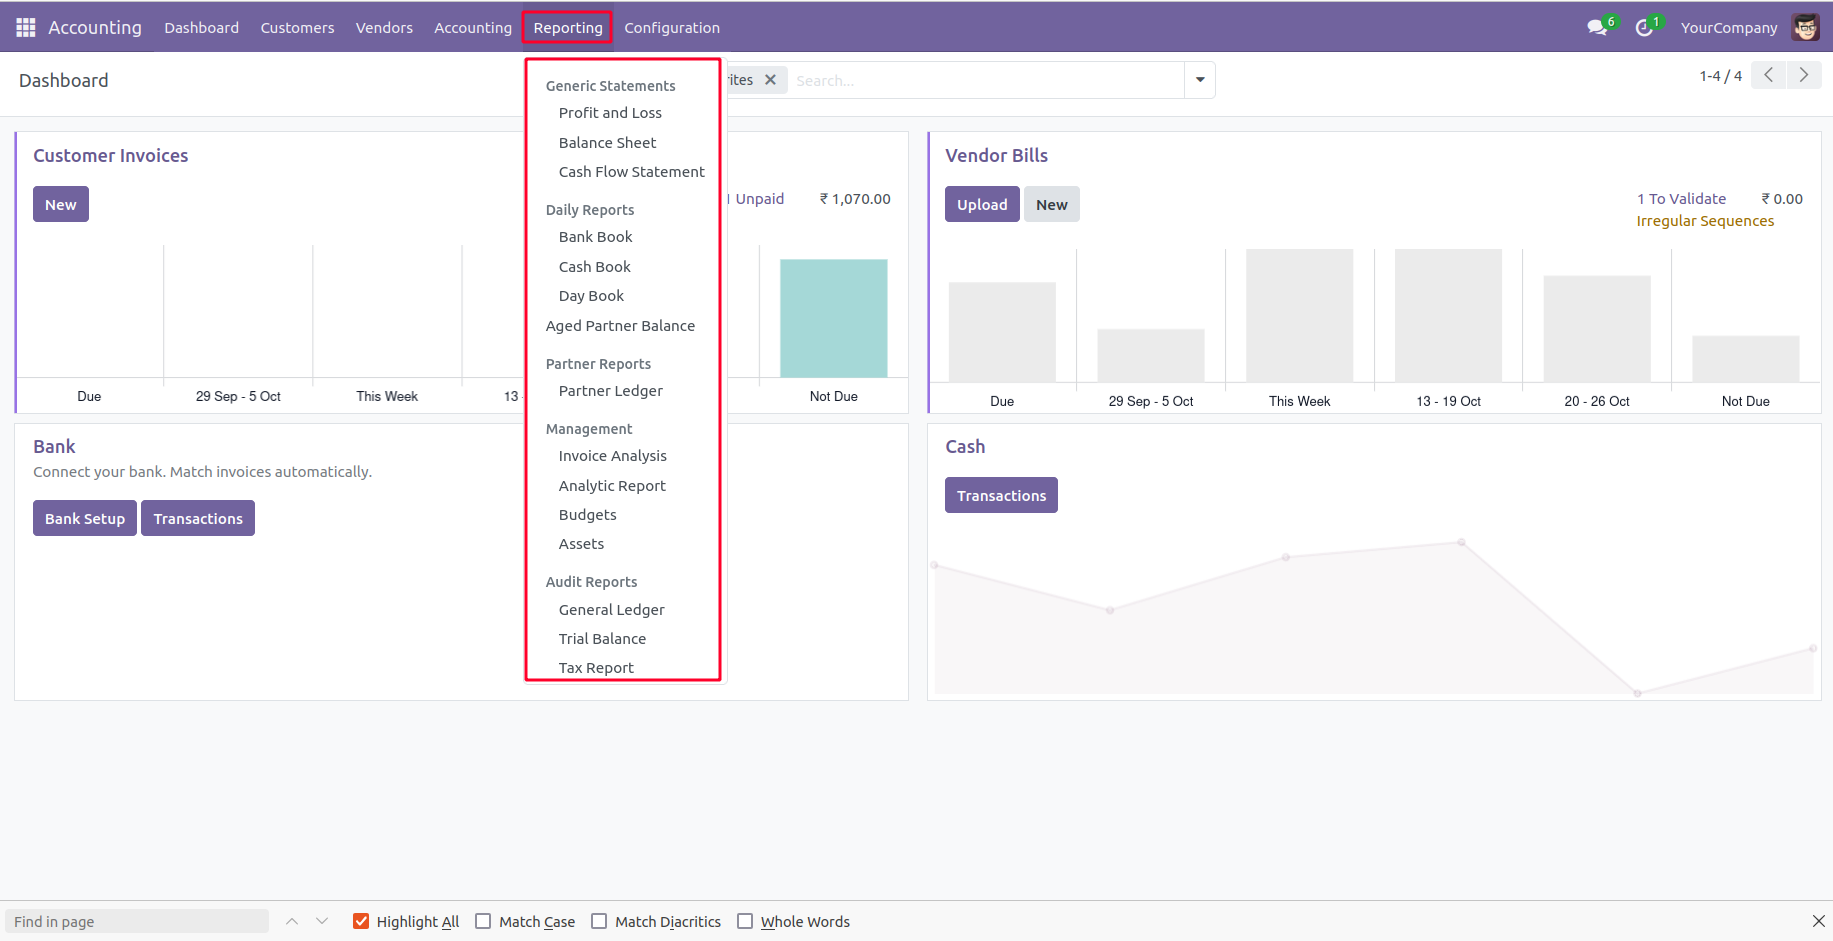 Accounting Dashboard Customers Vendors Accounting Reporting Configuration 6 1 YourCompany
Dashboard
rites Search... 1-4 / 4
Generic Statements
Profit and Loss
Balance Sheet
Cash Flow Statement
Daily Reports
Bank Book
Cash Book
Day Book
Aged Partner Balance
Partner Reports
Partner Ledger
Management
Invoice Analysis
Analytic Report
Budgets
Assets
Audit Reports
General Ledger
Trial Balance
Tax Report
Customer Invoices
New
1 Unpaid ₹ 1,070.00
Due 29 Sep - 5 Oct This Week 13 - Not Due
Vendor Bills
Upload New
1 To Validate ₹ 0.00
Irregular Sequences
Due 29 Sep - 5 Oct This Week 13 - 19 Oct 20 - 26 Oct Not Due
Bank
Connect your bank. Match invoices automatically.
Bank Setup Transactions
Cash
Transactions
Find in page Highlight All Match Case Match Diacritics Whole Words